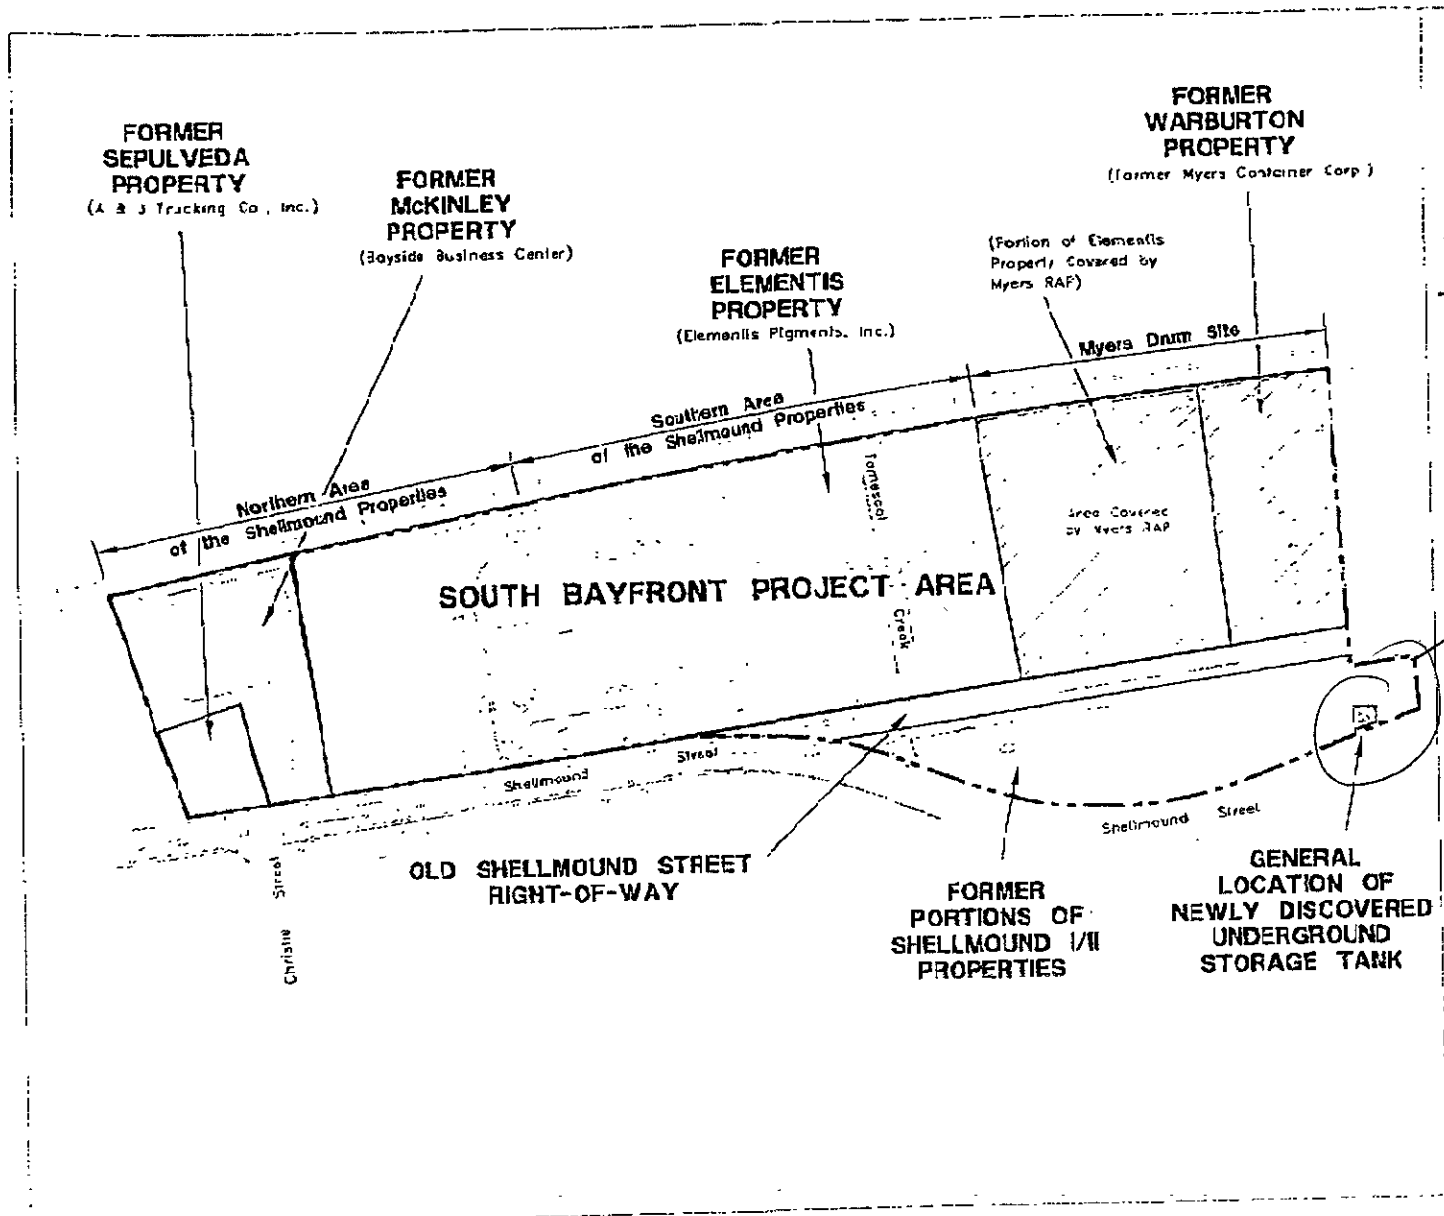 FORMER
SEPULVEDA
PROPERTY
(A & J Trucking Co., Inc.)
FORMER
McKINLEY
PROPERTY
(Bayside Business Center)
FORMER
ELEMENTIS
PROPERTY
(Elementis Pigments, Inc.)
(Portion of Elementis
Property Covered by
Myers RAP)
FORMER
WARBURTON
PROPERTY
(Former Myers Container Corp.)
Northern Area
of the Shellmound Properties
Southern Area
of the Shellmound Properties
Myers Drum Site
Temescal
Creek
Area Covered
by Myers RAP
SOUTH BAYFRONT PROJECT AREA
Shellmound Street
Shellmound Street
Christie Street
OLD SHELLMOUND STREET
RIGHT-OF-WAY
FORMER
PORTIONS OF
SHELLMOUND I/II
PROPERTIES
GENERAL
LOCATION OF
NEWLY DISCOVERED
UNDERGROUND
STORAGE TANK